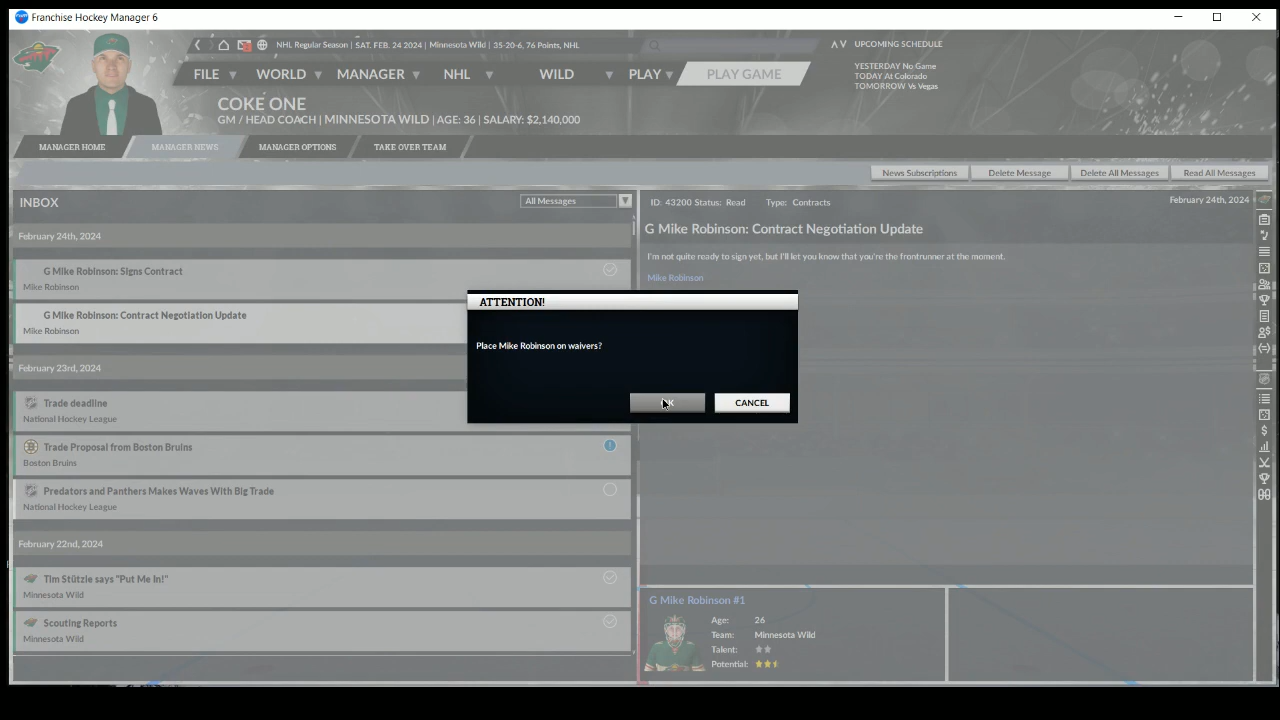 Franchise Hockey Manager 6
NHL Regular Season | SAT. FEB. 24 2024 | Minnesota Wild | 35-20-6, 76 Points, NHL
UPCOMING SCHEDULE
YESTERDAY No Game
TODAY At Colorado
TOMORROW Vs Vegas
FILE WORLD MANAGER NHL WILD PLAY PLAY GAME
COKE ONE
GM / HEAD COACH | MINNESOTA WILD | AGE: 36 | SALARY: $2,140,000
MANAGER HOME MANAGER NEWS MANAGER OPTIONS TAKE OVER TEAM
News Subscriptions Delete Message Delete All Messages Read All Messages
INBOX
All Messages
February 24th, 2024
G Mike Robinson: Signs Contract
Mike Robinson
G Mike Robinson: Contract Negotiation Update
Mike Robinson
February 23rd, 2024
Trade deadline
National Hockey League
Trade Proposal from Boston Bruins
Boston Bruins
Predators and Panthers Makes Waves With Big Trade
National Hockey League
February 22nd, 2024
Tim Stützle says "Put Me In!"
Minnesota Wild
Scouting Reports
Minnesota Wild
ID: 43200 Status: Read Type: Contracts
February 24th, 2024
G Mike Robinson: Contract Negotiation Update
I'm not quite ready to sign yet, but I'll let you know that you're the frontrunner at the moment.
Mike Robinson
ATTENTION!
Place Mike Robinson on waivers?
CANCEL
G Mike Robinson #1
Age: 26
Team: Minnesota Wild
Talent:
Potential: